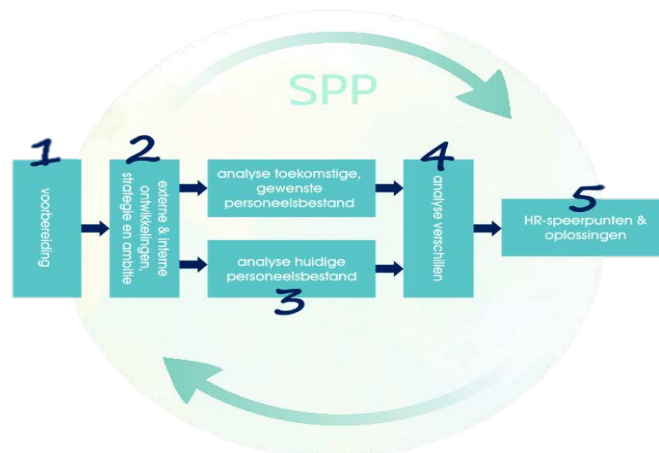 SPP
1
voorbereiding
2
externe & interne
ontwikkelingen,
strategie en ambitie
analyse toekomstige,
gewenste
personeelsbestand
analyse huidige
personeelsbestand
3
4
analyse verschillen
5
HR-speerpunten &
oplossingen